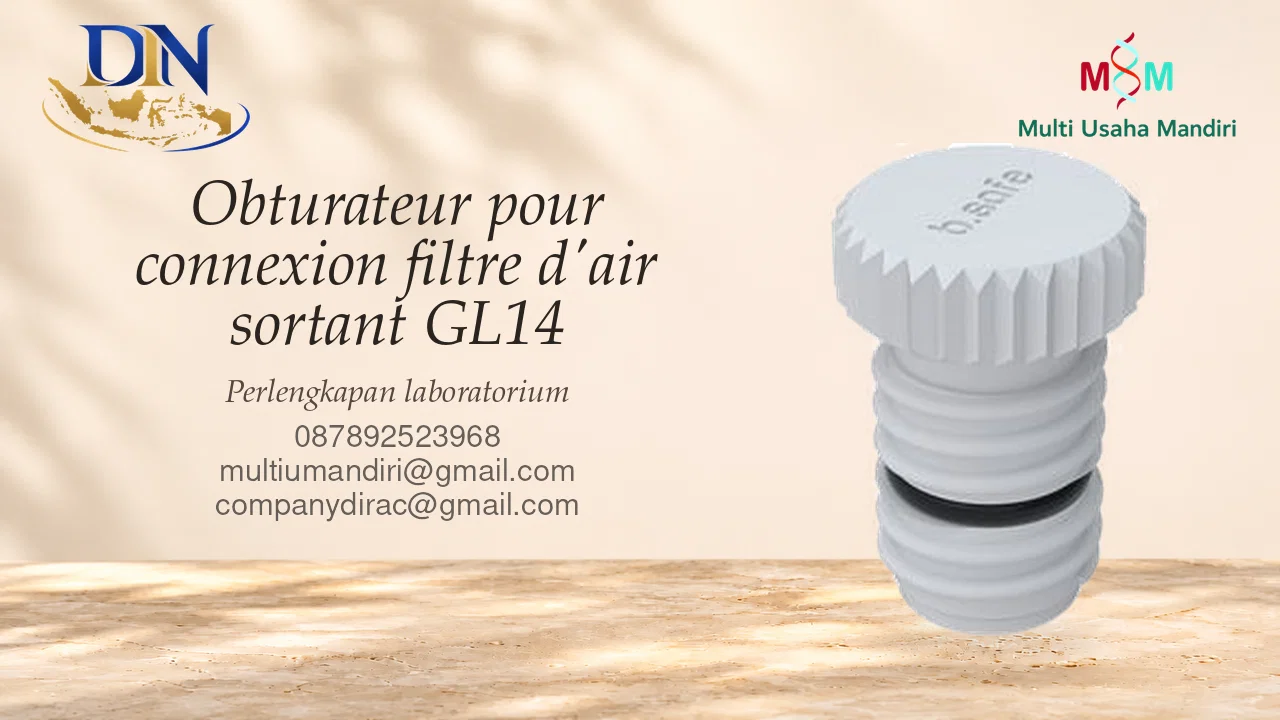 DN
M M
Multi Usaha Mandiri
b.safe
Obturateur pour
connexion filtre d'air
sortant GL14
Perlengkapan laboratorium
087892523968
multiumandiri@gmail.com
companydirac@gmail.com